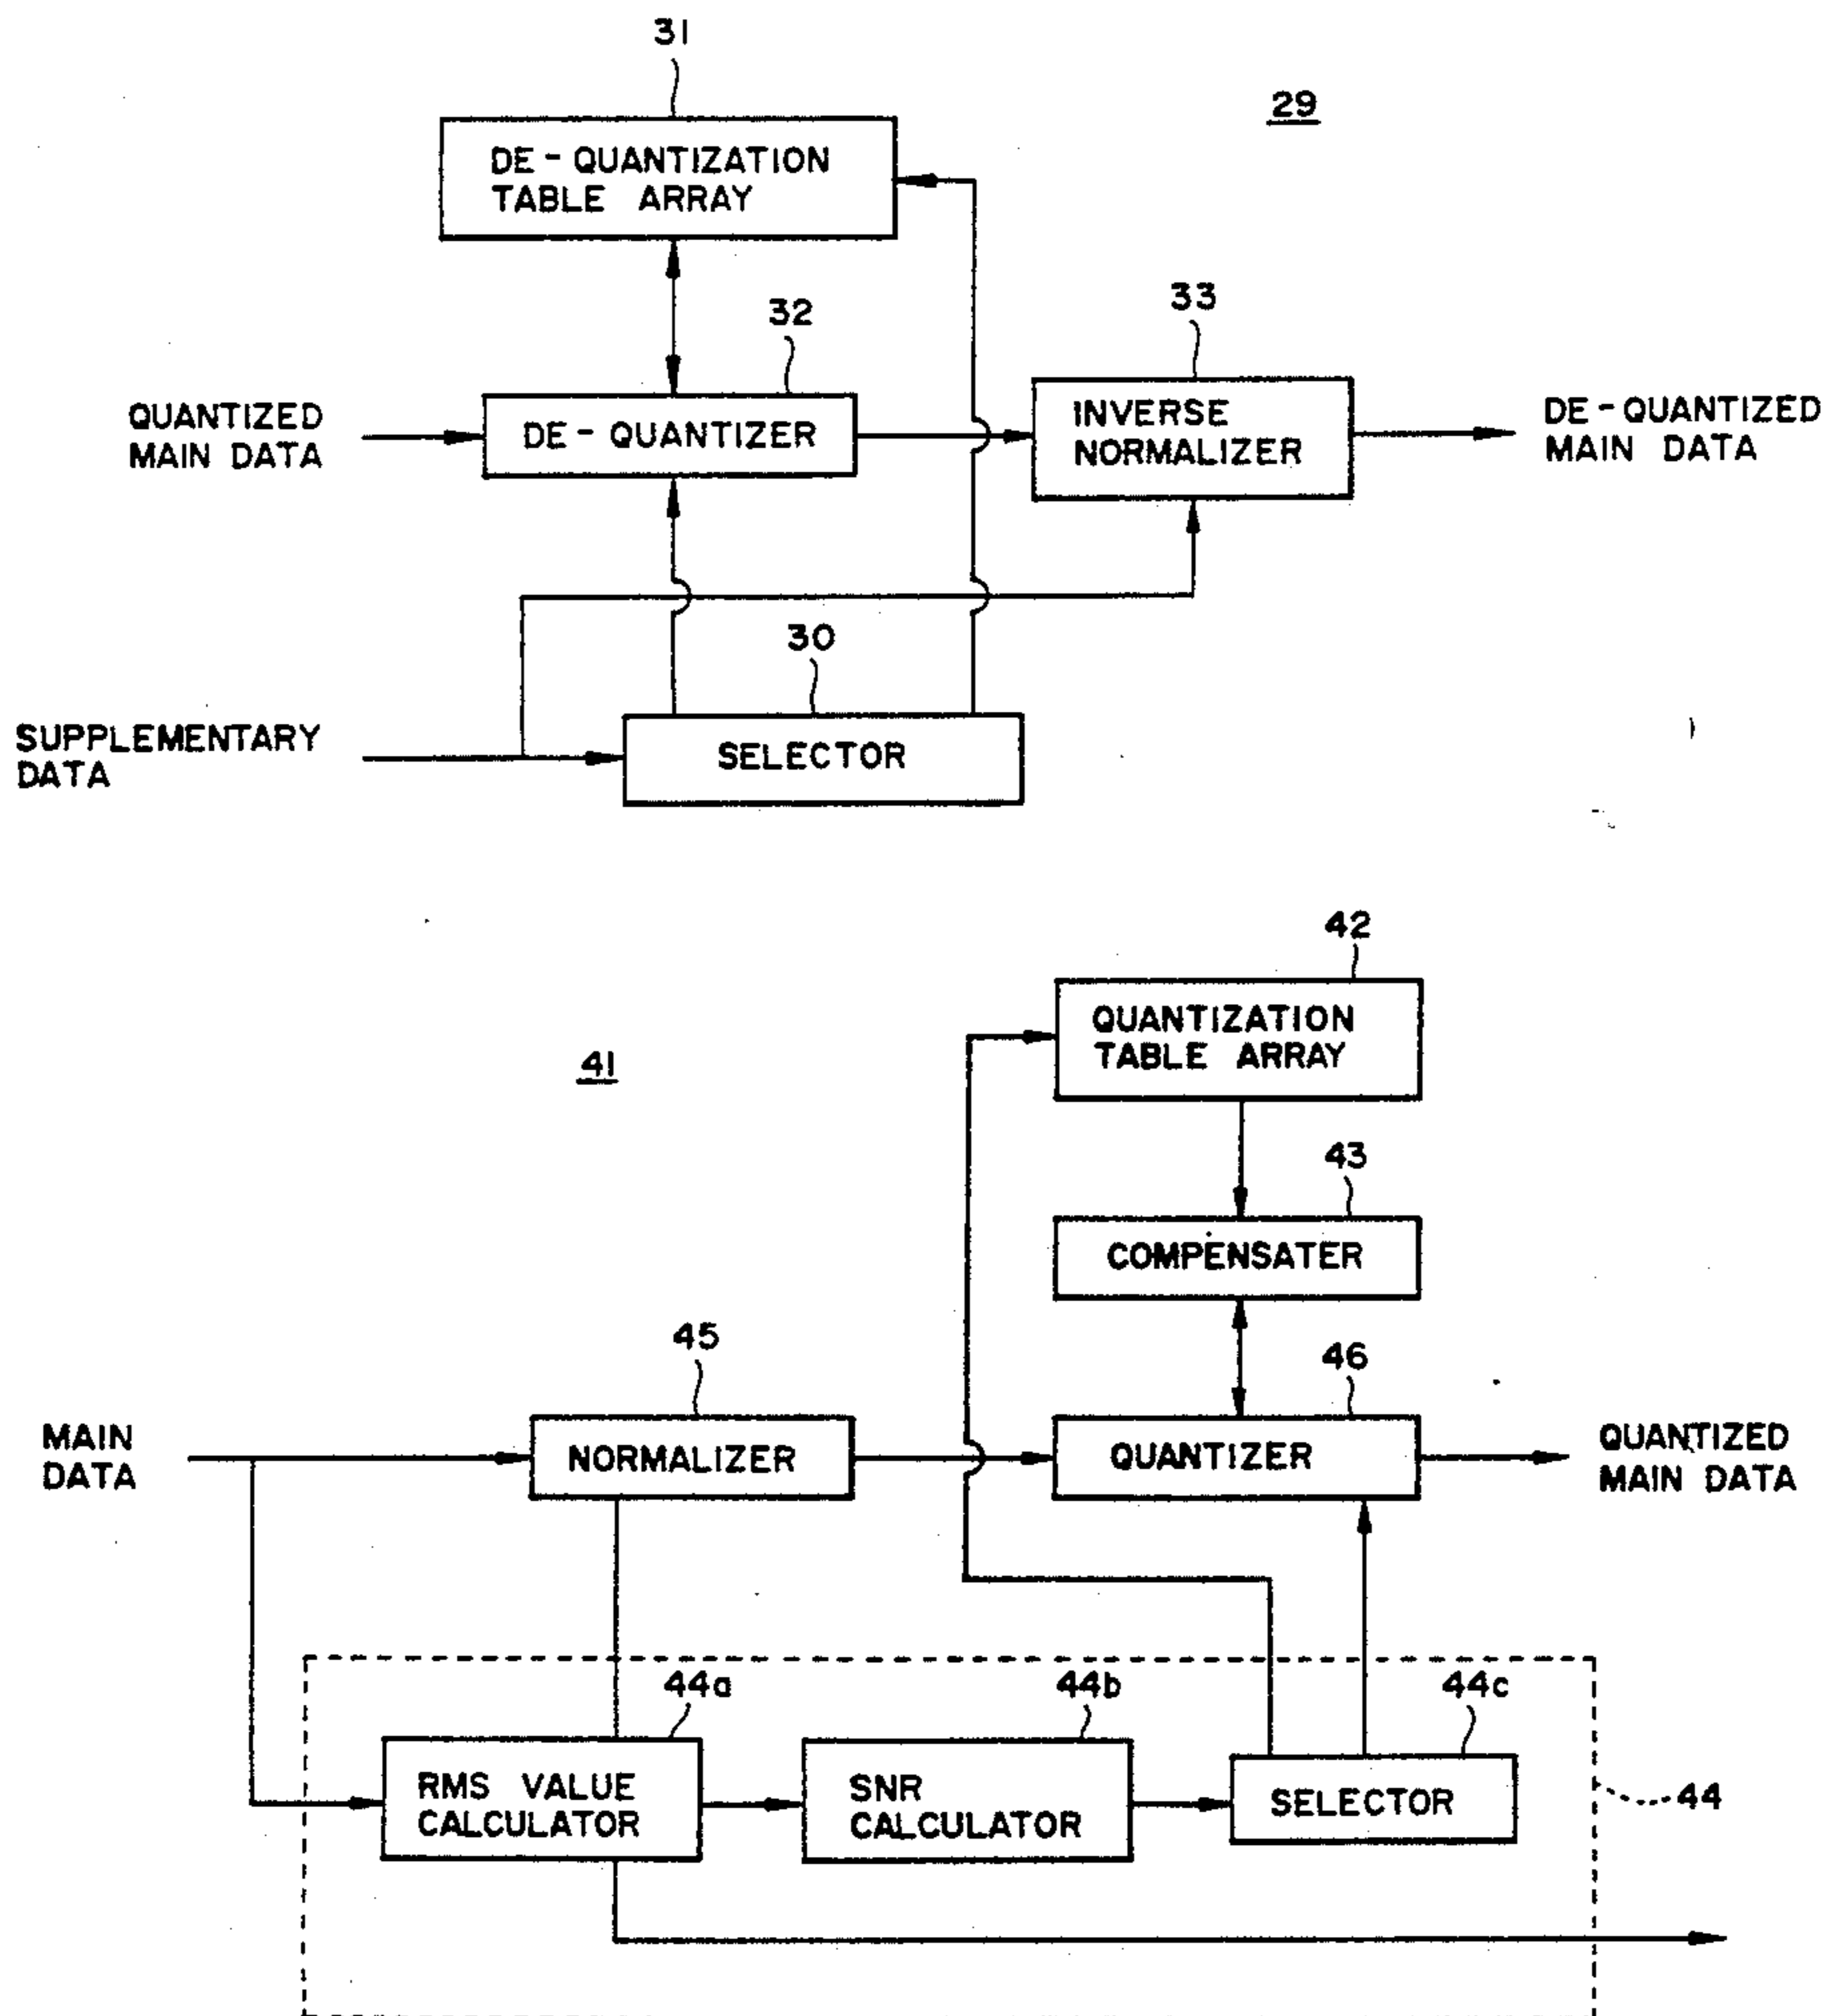 31
29
DE-QUANTIZATION
TABLE ARRAY
32
33
QUANTIZED
MAIN DATA
DE-QUANTIZER
INVERSE
NORMALIZER
DE-QUANTIZED
MAIN DATA
30
SUPPLEMENTARY
DATA
SELECTOR
42
41
QUANTIZATION
TABLE ARRAY
43
COMPENSATER
45
46
MAIN
DATA
NORMALIZER
QUANTIZER
QUANTIZED
MAIN DATA
44a
44b
44c
RMS VALUE
CALCULATOR
SNR
CALCULATOR
SELECTOR
44